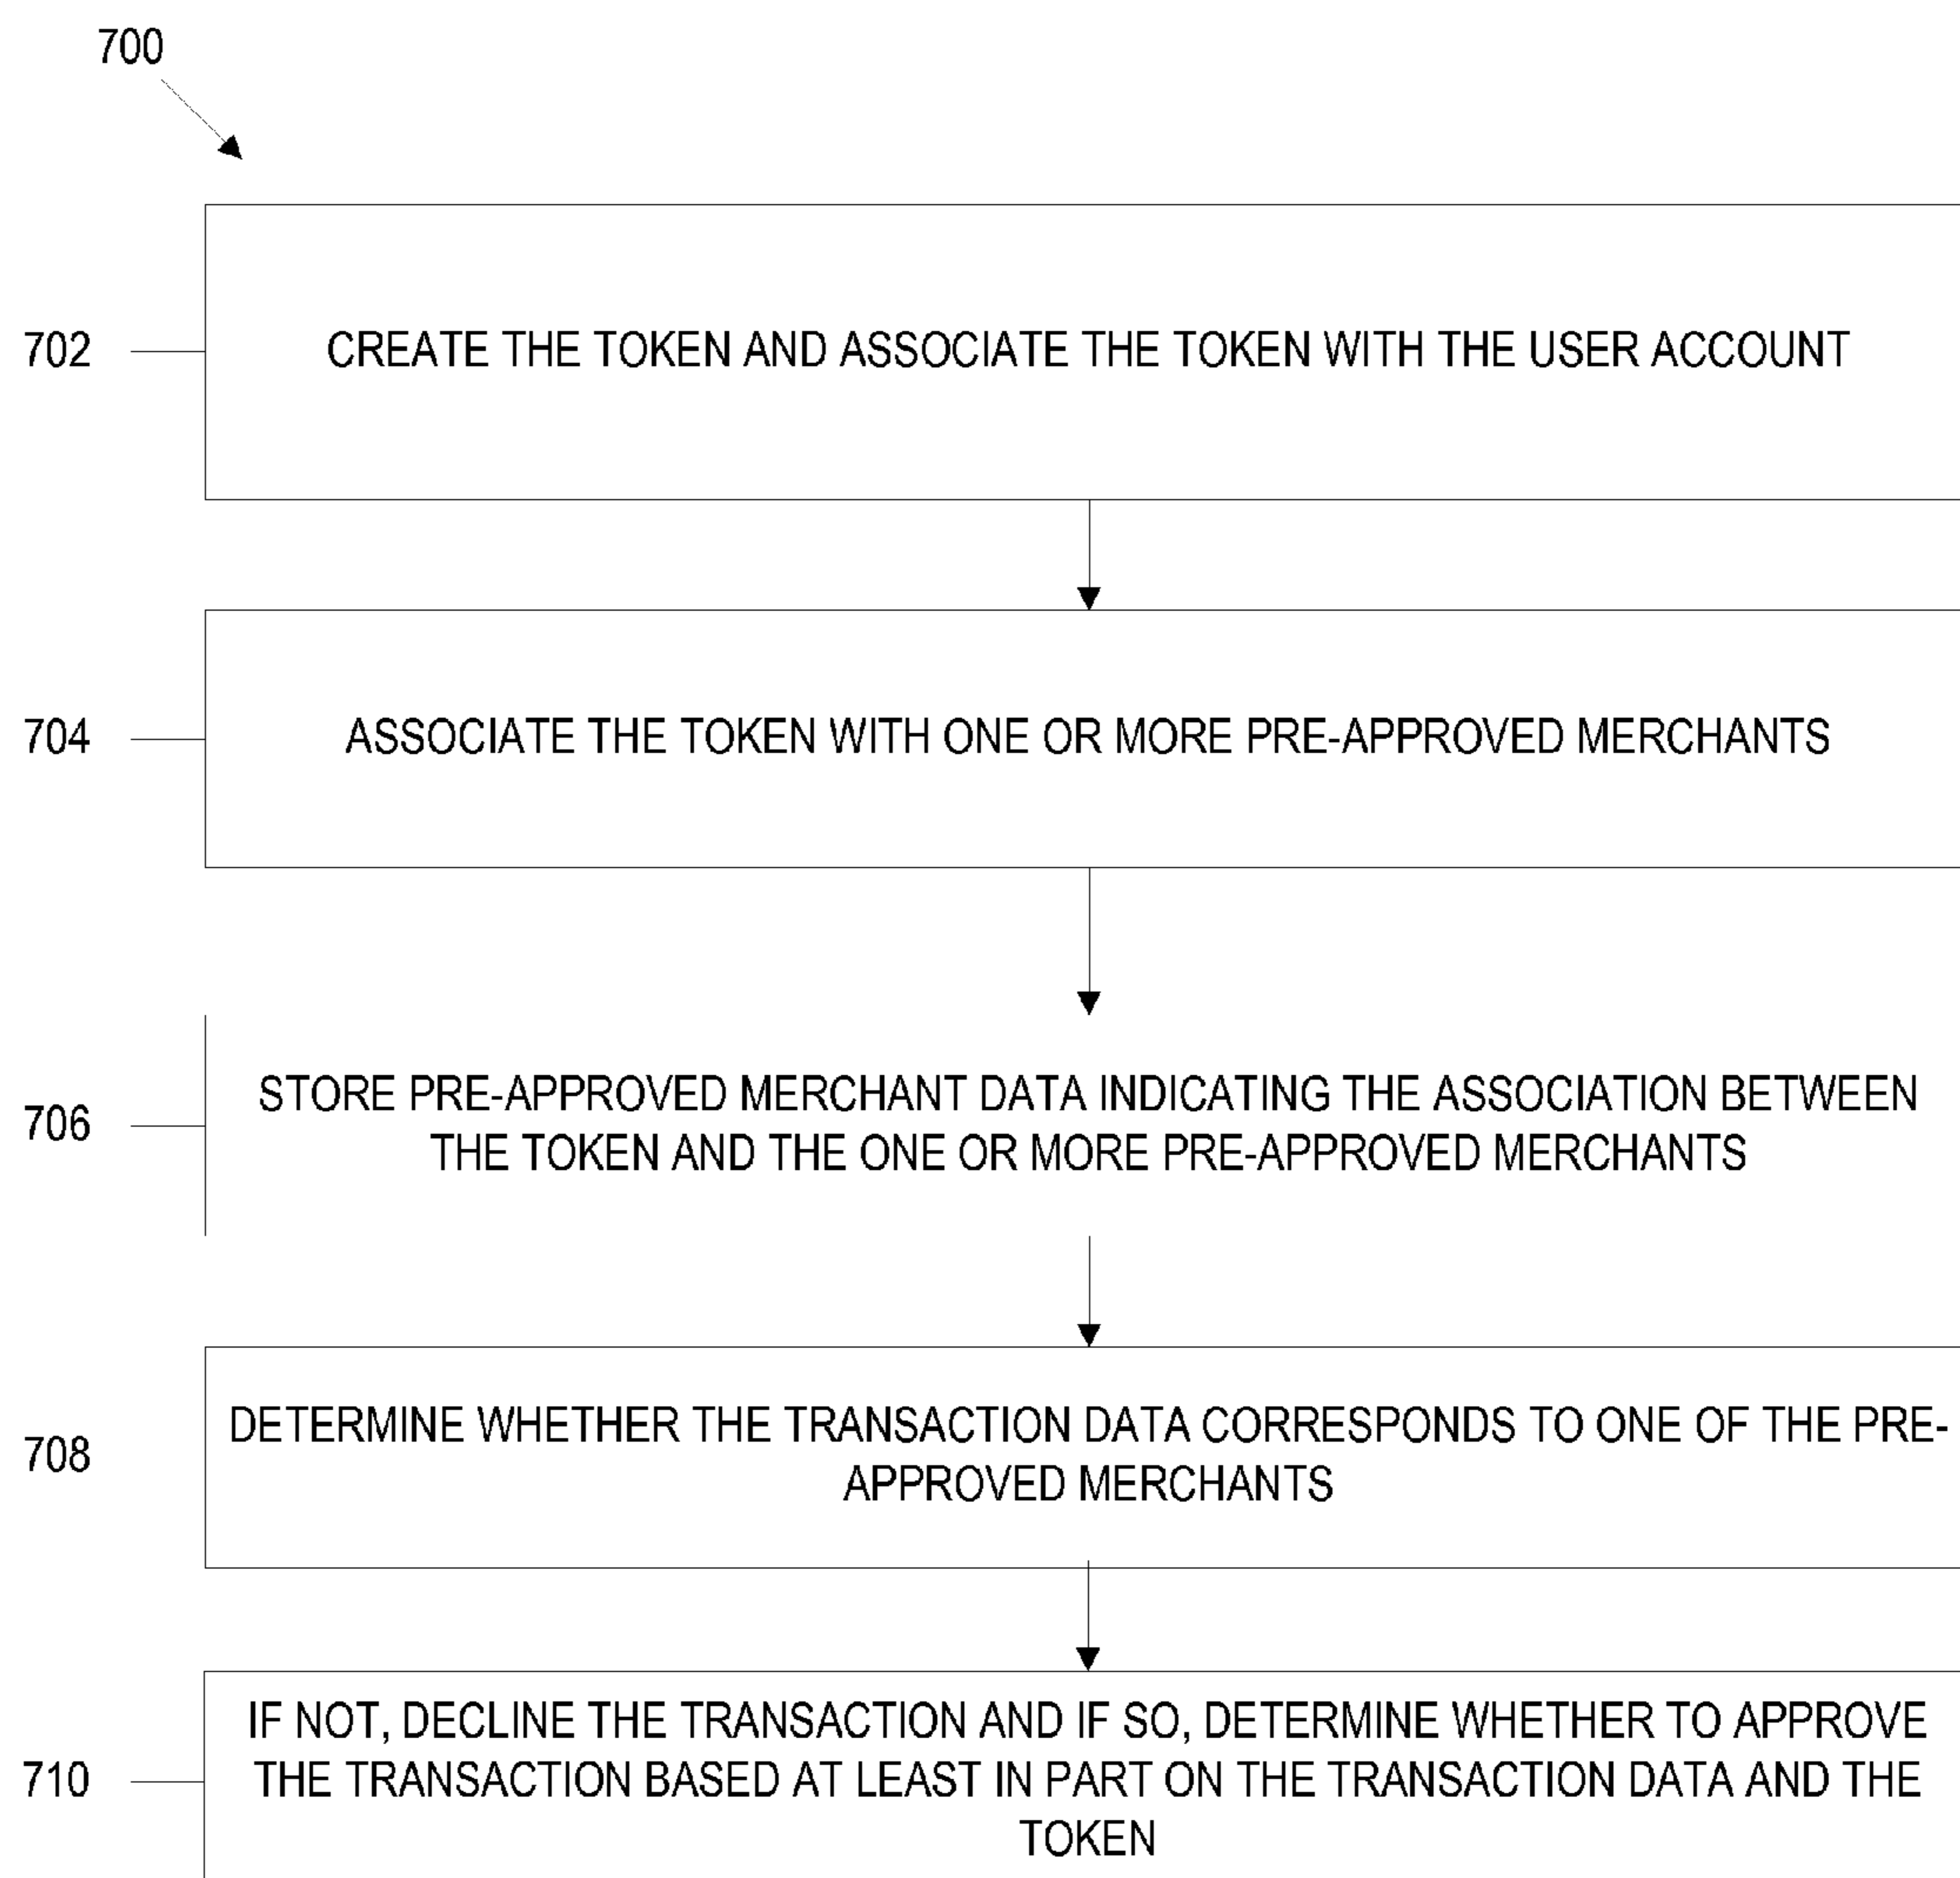 700
702
CREATE THE TOKEN AND ASSOCIATE THE TOKEN WITH THE USER ACCOUNT
704
ASSOCIATE THE TOKEN WITH ONE OR MORE PRE-APPROVED MERCHANTS
706
STORE PRE-APPROVED MERCHANT DATA INDICATING THE ASSOCIATION BETWEEN
THE TOKEN AND THE ONE OR MORE PRE-APPROVED MERCHANTS
708
DETERMINE WHETHER THE TRANSACTION DATA CORRESPONDS TO ONE OF THE PRE-
APPROVED MERCHANTS
710
IF NOT, DECLINE THE TRANSACTION AND IF SO, DETERMINE WHETHER TO APPROVE
THE TRANSACTION BASED AT LEAST IN PART ON THE TRANSACTION DATA AND THE
TOKEN